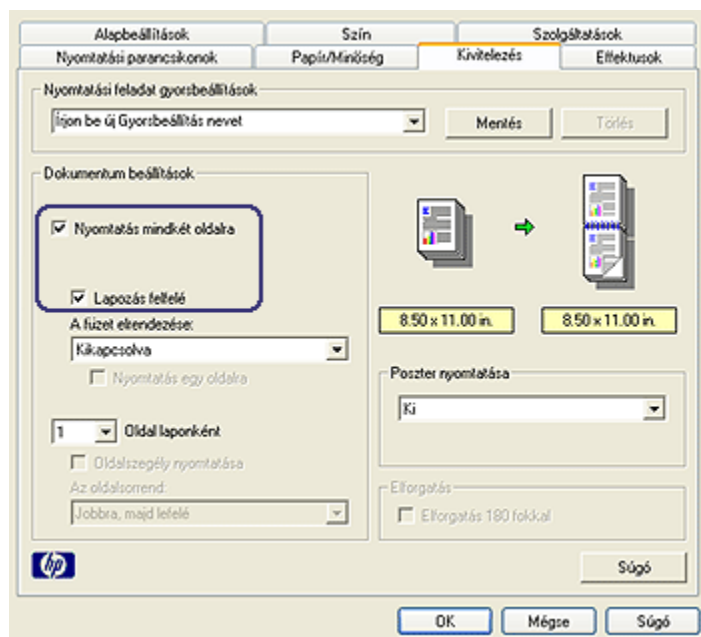 Alapbeállítások Szín Szolgáltatások
Nyomtatási parancsikonok Papír/Minőség Kivitelezés Effektusok
Nyomtatási feladat gyorsbeállítások
Írjon be új Gyorsbeállítás nevet Mentés Törlés
Dokumentum beállítások
Nyomtatás mindkét oldalra
Lapozás felfelé
A füzet elrendezése:
Kikapcsolva
Nyomtatás egy oldalra
1 Oldal laponként
Oldalszegély nyomtatása
Az oldalsorrend:
Jobbra, majd lefelé
8.50 x 11.00 in. 8.50 x 11.00 in.
Poszter nyomtatása
Ki
Elforgatás
Elforgatás 180 fokkal
hp Súgó
OK Mégse Súgó